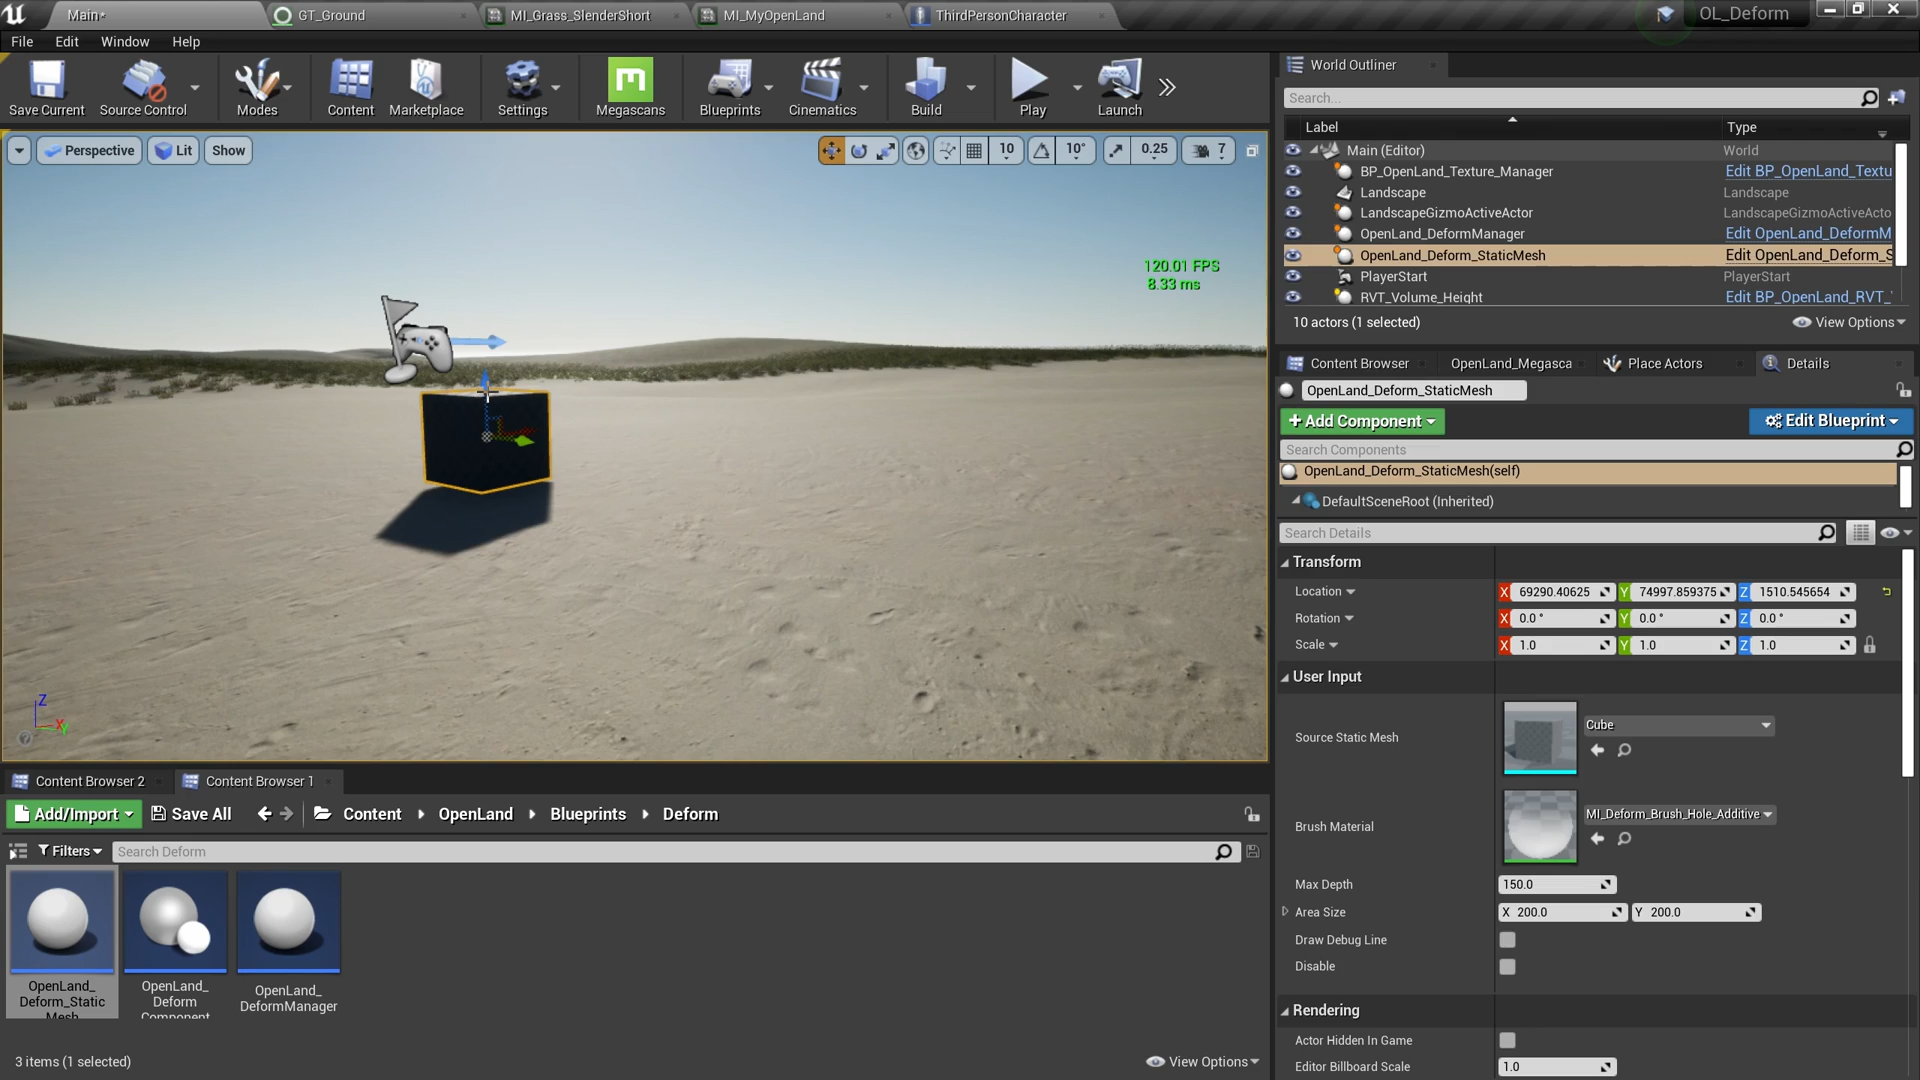 Main*
GT_Ground
MI_Grass_SlenderShort
MI_MyOpenLand
ThirdPersonCharacter
OL_Deform
File Edit Window Help
Save Current
Source Control
Modes
Content
Marketplace
Settings
Megascans
Blueprints
Cinematics
Build
Play
Launch
World Outliner
Search...
Label Type
Main (Editor) World
BP_OpenLand_Texture_Manager Edit BP_OpenLand_Textu
Landscape Landscape
LandscapeGizmoActiveActor LandscapeGizmoActiveActo
OpenLand_DeformManager Edit OpenLand_DeformM
OpenLand_Deform_StaticMesh Edit OpenLand_Deform_S
PlayerStart PlayerStart
RVT_Volume_Height Edit BP_OpenLand_RVT_
10 actors (1 selected) View Options
Perspective Lit Show
10 10° 0.25 7
120.01 FPS
8.33 ms
Z
X
Y
Content Browser
OpenLand_Megasca
Place Actors
Details
OpenLand_Deform_StaticMesh
+Add Component
Edit Blueprint
Search Components
OpenLand_Deform_StaticMesh(self)
DefaultSceneRoot (Inherited)
Search Details
Transform
Location X 69290.40625 Y 74997.859375 Z 1510.545654
Rotation X 0.0 ° Y 0.0 ° Z 0.0 °
Scale X 1.0 Y 1.0 Z 1.0
User Input
Source Static Mesh Cube
Brush Material MI_Deform_Brush_Hole_Additive
Max Depth 150.0
Area Size X 200.0 Y 200.0
Draw Debug Line
Disable
Rendering
Actor Hidden In Game
Editor Billboard Scale 1.0
Content Browser 2
Content Browser 1
Add/Import Save All Content OpenLand Blueprints Deform
Filters Search Deform
OpenLand_
Deform_Static
Mesh
OpenLand_
Deform
Component
OpenLand_
DeformManager
3 items (1 selected) View Options